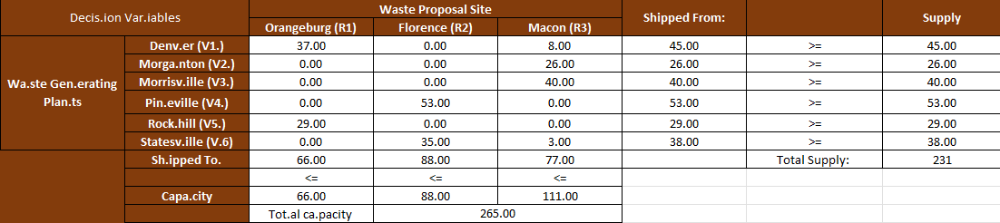 Decis.ion Var.iables Waste Proposal Site Shipped From: Supply
Orangeburg (R1) Florence (R2) Macon (R3)
Wa.ste Gen.erating Plan.ts
Denv.er (V1.) 37.00 0.00 8.00 45.00 >= 45.00
Morga.nton (V2.) 0.00 0.00 26.00 26.00 >= 26.00
Morrisv.ille (V3.) 0.00 0.00 40.00 40.00 >= 40.00
Pin.eville (V4.) 0.00 53.00 0.00 53.00 >= 53.00
Rock.hill (V5.) 29.00 0.00 0.00 29.00 >= 29.00
Statesv.ille (V.6) 0.00 35.00 3.00 38.00 >= 38.00
Sh.ipped To. 66.00 88.00 77.00 Total Supply: 231
<= <= <=
Capa.city 66.00 88.00 111.00
Tot.al ca.pacity 265.00